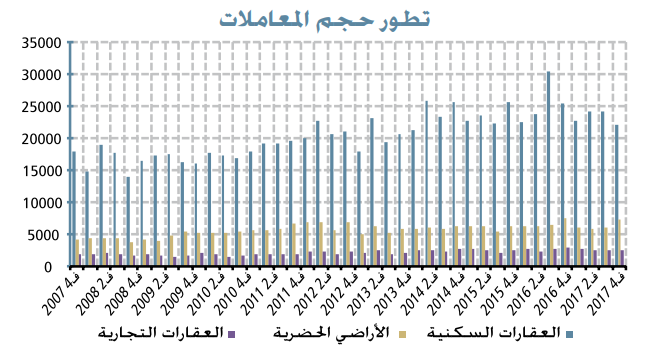 تطور حجم المعاملات
35000
30000
25000
20000
15000
10000
5000
0
ف4 2007
ف2 2008
ف4 2008
ف2 2009
ف4 2009
ف2 2010
ف4 2010
ف2 2011
ف4 2011
ف2 2012
ف4 2012
ف2 2013
ف4 2013
ف2 2014
ف4 2014
ف2 2015
ف4 2015
ف2 2016
ف4 2016
ف2 2017
ف4 2017
العقارات السكنية الأراضي الحضرية العقارات التجارية